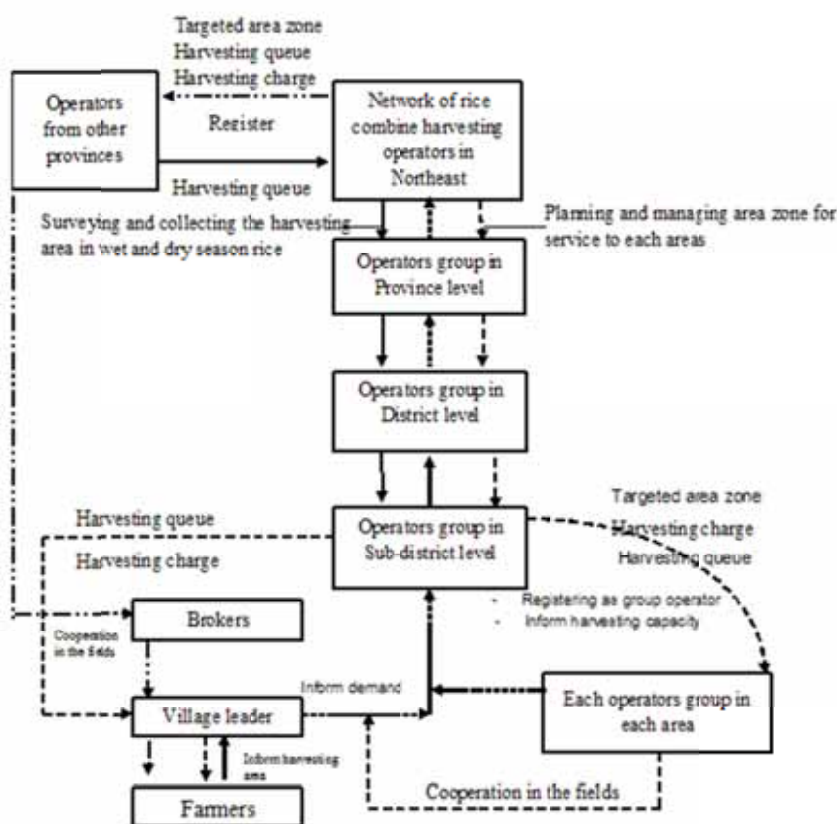 Targeted area zone
Harvesting queue
Harvesting charge
Operators
from other
provinces
Register
Harvesting queue
Network of rice
combine harvesting
operators in
Northeast
Surveying and collecting the harvesting
area in wet and dry season rice
Planning and managing area zone for
service to each areas
Operators group in
Province level
Operators group in
District level
Operators group in
Sub-district level
Harvesting queue
Harvesting charge
Targeted area zone
Harvesting charge
Harvesting queue
- Registering as group operator
- Inform harvesting capacity
Brokers
Cooperation
in the fields
Village leader
Inform demand
Each operators group in
each area
Inform harvesting
area
Farmers
Cooperation in the fields